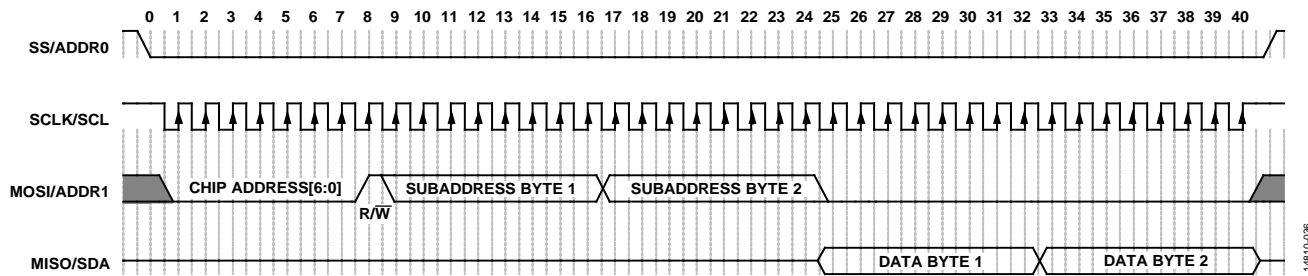 0 1 2 3 4 5 6 7 8 9 10 11 12 13 14 15 16 17 18 19 20 21 22 23 24 25 26 27 28 29 30 31 32 33 34 35 36 37 38 39 40
SS/ADDR0
SCLK/SCL
MOSI/ADDR1 CHIP ADDRESS[6:0] SUBADDRESS BYTE 1 SUBADDRESS BYTE 2
R/W̅
MISO/SDA DATA BYTE 1 DATA BYTE 2
14810-026